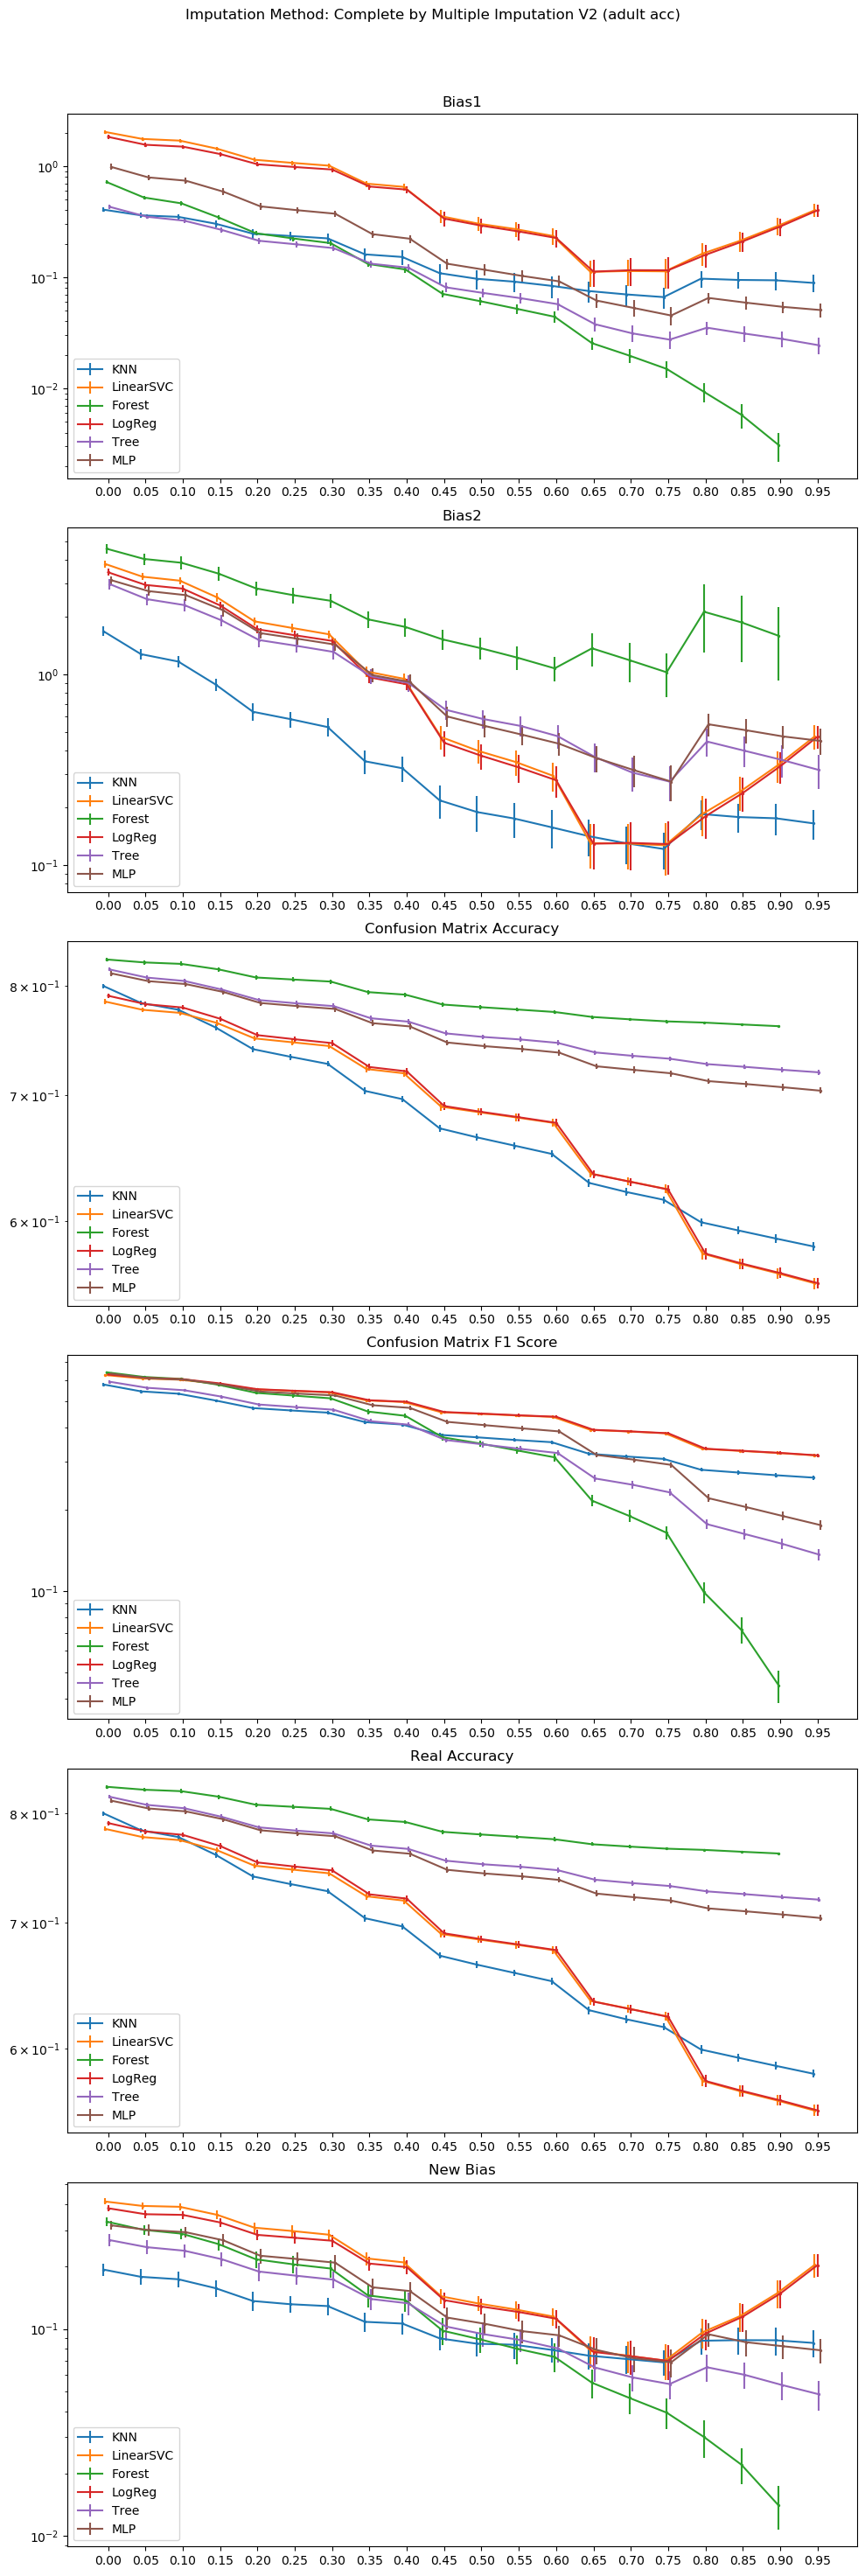 Imputation Method: Complete by Multiple Imputation V2 (adult acc)
Bias1
10⁰
10⁻¹
10⁻²
KNN
LinearSVC
Forest
LogReg
Tree
MLP
0.00 0.05 0.10 0.15 0.20 0.25 0.30 0.35 0.40 0.45 0.50 0.55 0.60 0.65 0.70 0.75 0.80 0.85 0.90 0.95
Bias2
10⁰
10⁻¹
KNN
LinearSVC
Forest
LogReg
Tree
MLP
0.00 0.05 0.10 0.15 0.20 0.25 0.30 0.35 0.40 0.45 0.50 0.55 0.60 0.65 0.70 0.75 0.80 0.85 0.90 0.95
Confusion Matrix Accuracy
8 × 10⁻¹
7 × 10⁻¹
6 × 10⁻¹
KNN
LinearSVC
Forest
LogReg
Tree
MLP
0.00 0.05 0.10 0.15 0.20 0.25 0.30 0.35 0.40 0.45 0.50 0.55 0.60 0.65 0.70 0.75 0.80 0.85 0.90 0.95
Confusion Matrix F1 Score
10⁻¹
KNN
LinearSVC
Forest
LogReg
Tree
MLP
0.00 0.05 0.10 0.15 0.20 0.25 0.30 0.35 0.40 0.45 0.50 0.55 0.60 0.65 0.70 0.75 0.80 0.85 0.90 0.95
Real Accuracy
8 × 10⁻¹
7 × 10⁻¹
6 × 10⁻¹
KNN
LinearSVC
Forest
LogReg
Tree
MLP
0.00 0.05 0.10 0.15 0.20 0.25 0.30 0.35 0.40 0.45 0.50 0.55 0.60 0.65 0.70 0.75 0.80 0.85 0.90 0.95
New Bias
10⁻¹
10⁻²
KNN
LinearSVC
Forest
LogReg
Tree
MLP
0.00 0.05 0.10 0.15 0.20 0.25 0.30 0.35 0.40 0.45 0.50 0.55 0.60 0.65 0.70 0.75 0.80 0.85 0.90 0.95